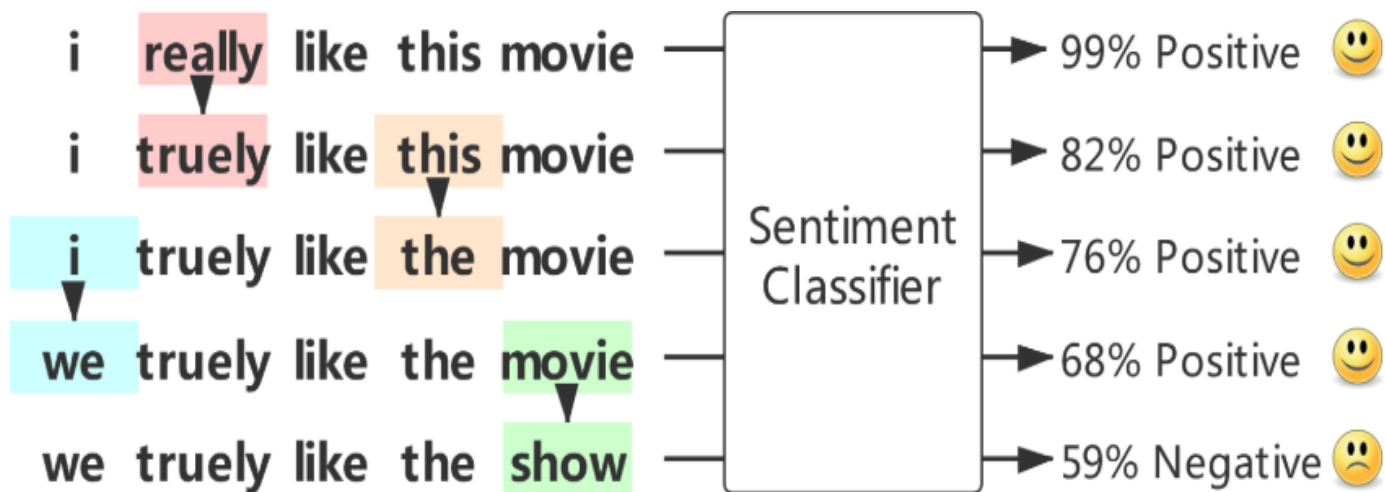 i really like this movie 99% Positive
i truely like this movie 82% Positive
i truely like the movie 76% Positive
Sentiment
Classifier
we truely like the movie 68% Positive
we truely like the show 59% Negative